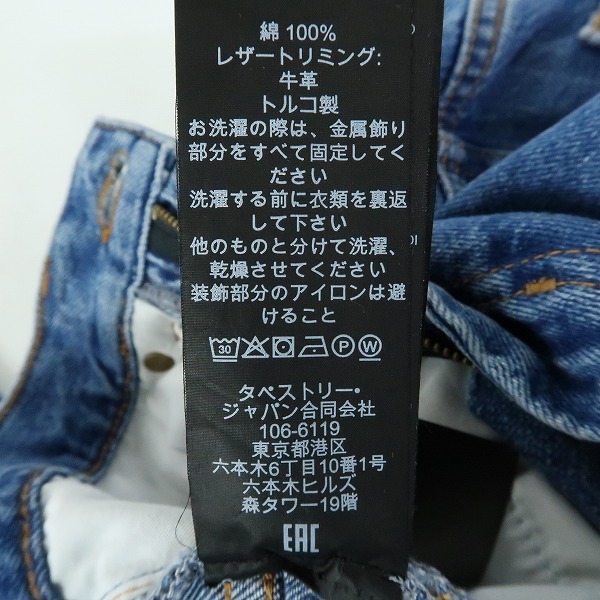 綿 100%
レザートリミング:
牛革
トルコ製
お洗濯の際は、金属飾り
部分をすべて固定してく
ださい
洗濯する前に衣類を裏返
して下さい
他のものと分けて洗濯、
乾燥させてください
装飾部分のアイロンは避
けること
30 P W
タペストリー・
ジャパン合同会社
106-6119
東京都港区
六本木6丁目10番1号
六本木ヒルズ
森タワー19階
EAC